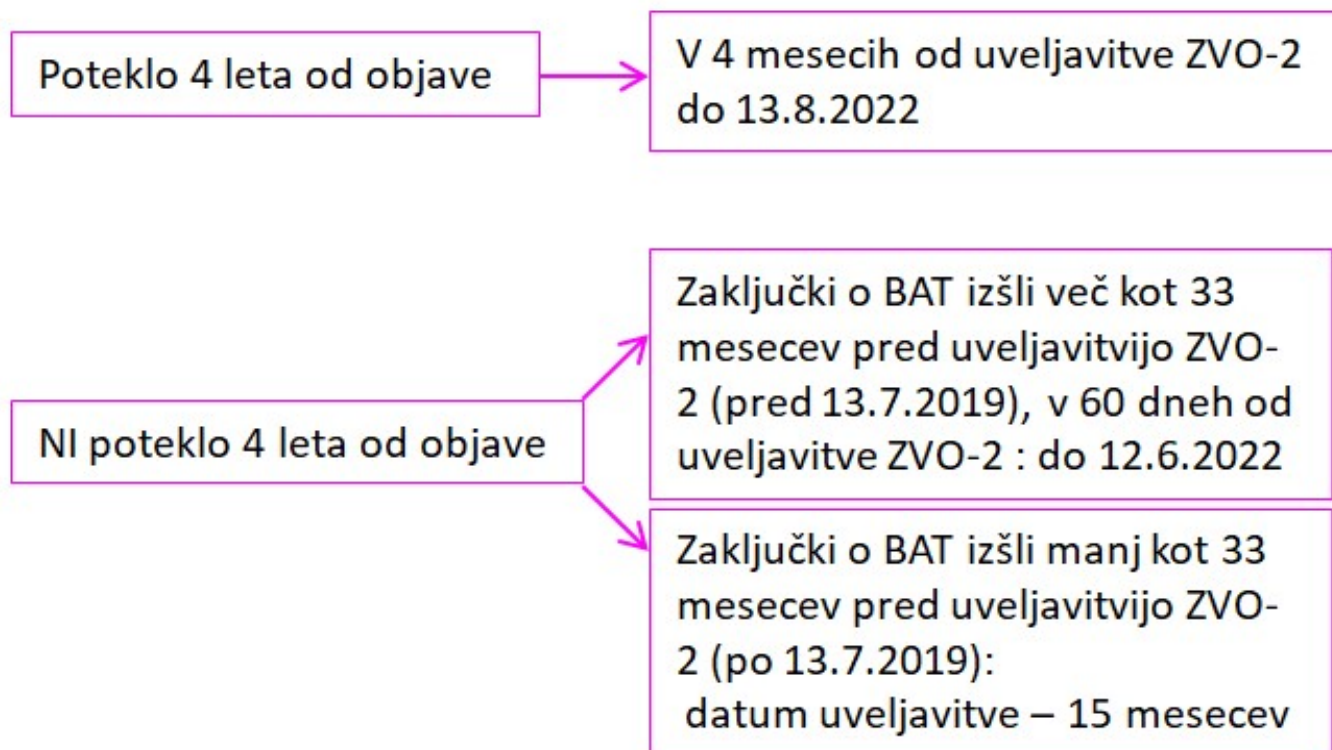 Poteklo 4 leta od objave
V 4 mesecih od uveljavitve ZVO-2
do 13.8.2022
NI poteklo 4 leta od objave
Zaključki o BAT izšli več kot 33
mesecev pred uveljavitvijo ZVO-
2 (pred 13.7.2019), v 60 dneh od
uveljavitve ZVO-2 : do 12.6.2022
Zaključki o BAT izšli manj kot 33
mesecev pred uveljavitvijo ZVO-
2 (po 13.7.2019):
datum uveljavitve – 15 mesecev